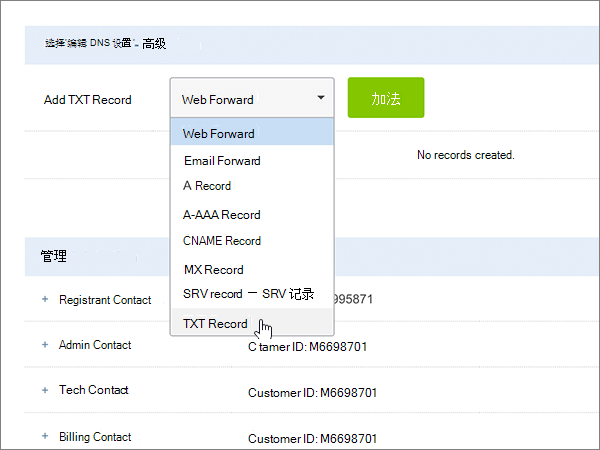 选择"编辑 DNS 设置" - 高级
Add TXT Record
Web Forward
加法
Web Forward
No records created.
Email Forward
A Record
A-AAA Record
CNAME Record
管理
MX Record
SRV record 一 SRV 记录
Registrant Contact
995871
TXT Record
Admin Contact
C tamer ID: M6698701
Tech Contact
Customer ID: M6698701
Billing Contact
Customer ID: M6698701